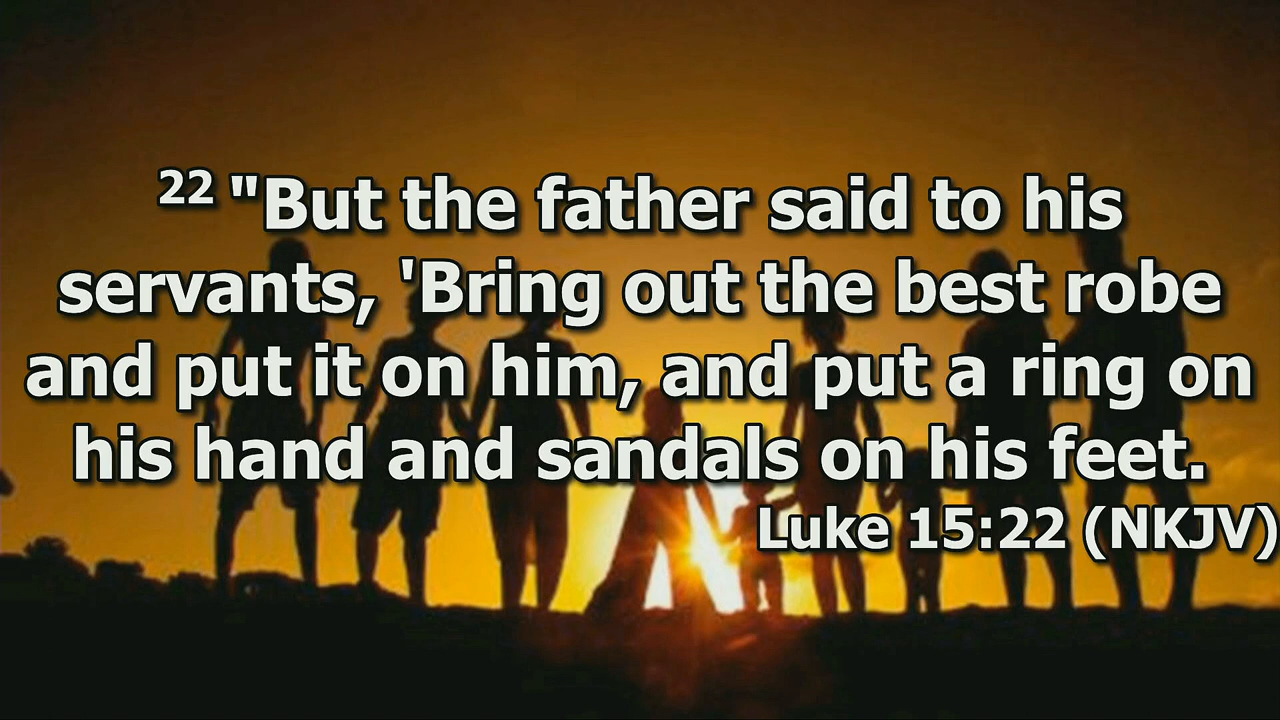 22 "But the father said to his
servants, 'Bring out the best robe
and put it on him, and put a ring on
his hand and sandals on his feet.
Luke 15:22 (NKJV)